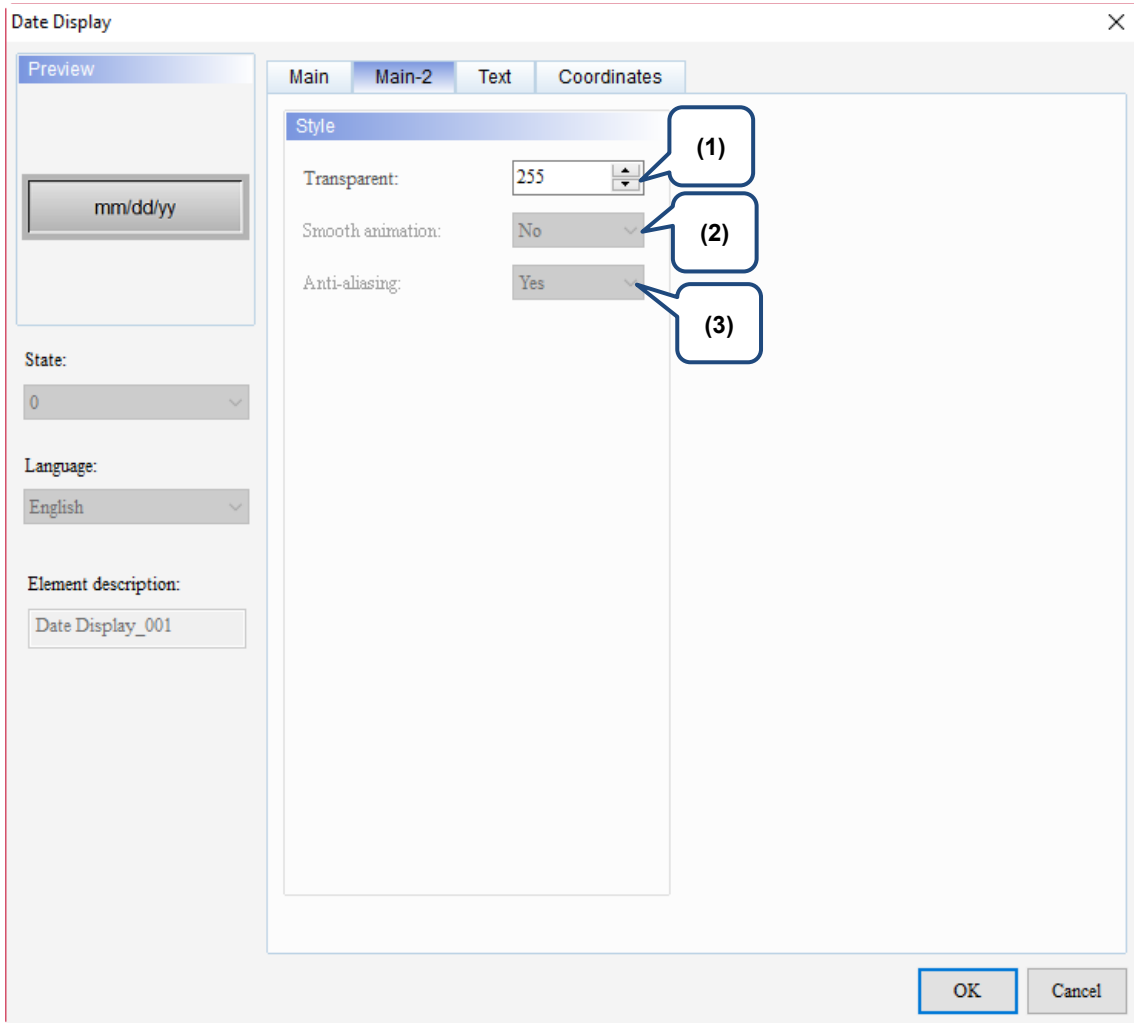 Date Display
Preview
mm/dd/yy
State:
0
Language:
English
Element description:
Date Display_001
Main Main-2 Text Coordinates
Style
Transparent: 255
(1)
Smooth animation: No
(2)
Anti-aliasing: Yes
(3)
OK Cancel